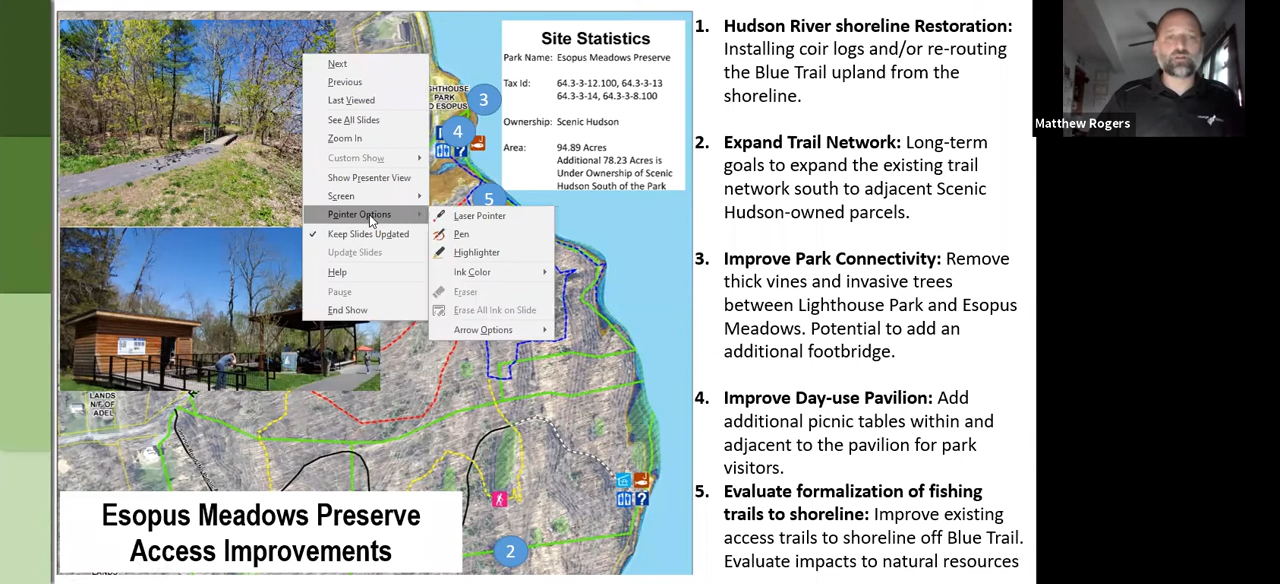 Site Statistics
Park Name: Esopus Meadows Preserve
Tax Id: 64.3-3-12.100, 64.3-3-13
64.3-3-14, 64.3-3-8.100
Ownership: Scenic Hudson
Area: 94.89 Acres
Additional 78.23 Acres is
Under Ownership of Scenic
Hudson South of the Park
PARK
ESOPUS
3
4
5
Next
Previous
Last Viewed
See All Slides
Zoom In
Custom Show
Show Presenter View
Screen
Pointer Options
Keep Slides Updated
Update Slides
Help
Pause
End Show
Laser Pointer
Pen
Highlighter
Ink Color
Eraser
Erase All Ink on Slide
Arrow Options
LANDS
N/F OF
ADEL
?
?
2
Esopus Meadows Preserve
Access Improvements
LANDS
1. Hudson River shoreline Restoration:
Installing coir logs and/or re-routing
the Blue Trail upland from the
shoreline.
2. Expand Trail Network: Long-term
goals to expand the existing trail
network south to adjacent Scenic
Hudson-owned parcels.
3. Improve Park Connectivity: Remove
thick vines and invasive trees
between Lighthouse Park and Esopus
Meadows. Potential to add an
additional footbridge.
4. Improve Day-use Pavilion: Add
additional picnic tables within and
adjacent to the pavilion for park
visitors.
5. Evaluate formalization of fishing
trails to shoreline: Improve existing
access trails to shoreline off Blue Trail.
Evaluate impacts to natural resources
Matthew Rogers